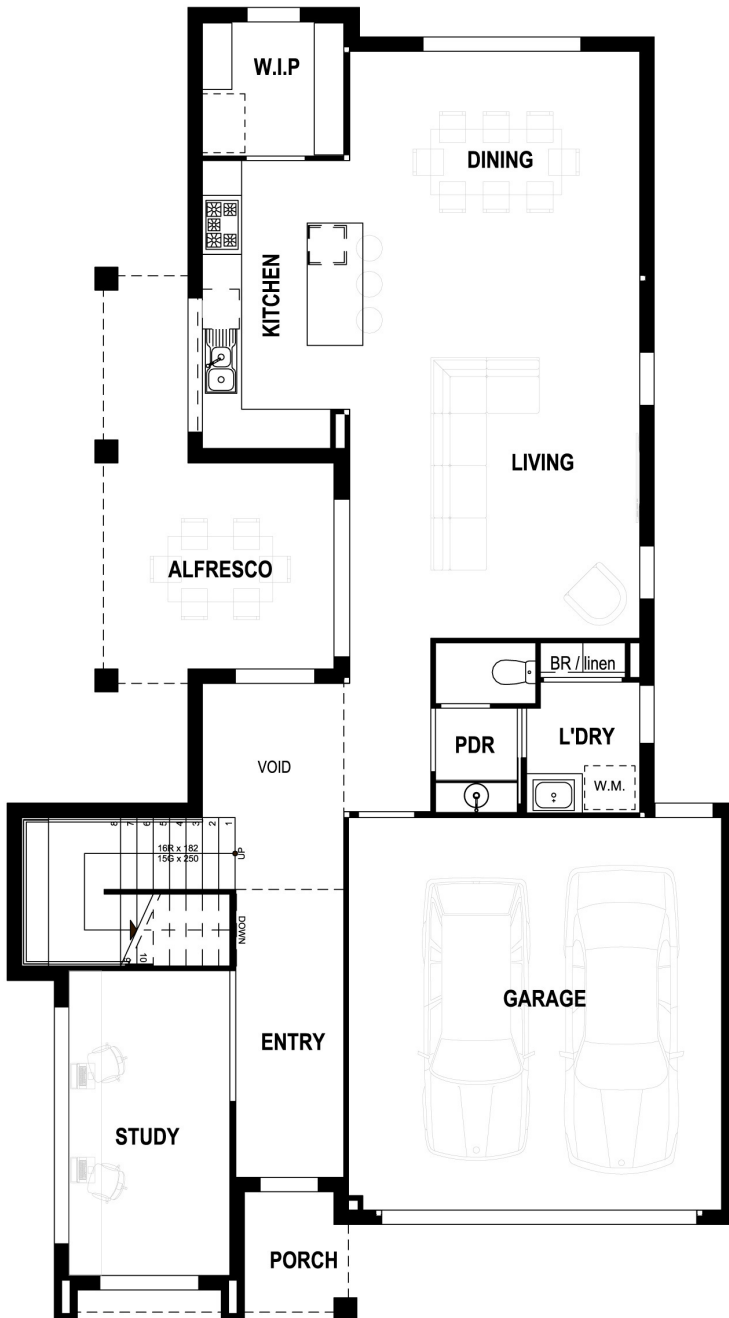 W.I.P
DINING
KITCHEN
LIVING
ALFRESCO
BR / linen
PDR
L'DRY
VOID
W.M.
8
7
6
5
4
3
2
1
16R x 182
15G x 250
UP
DOWN
9
10
GARAGE
ENTRY
STUDY
PORCH